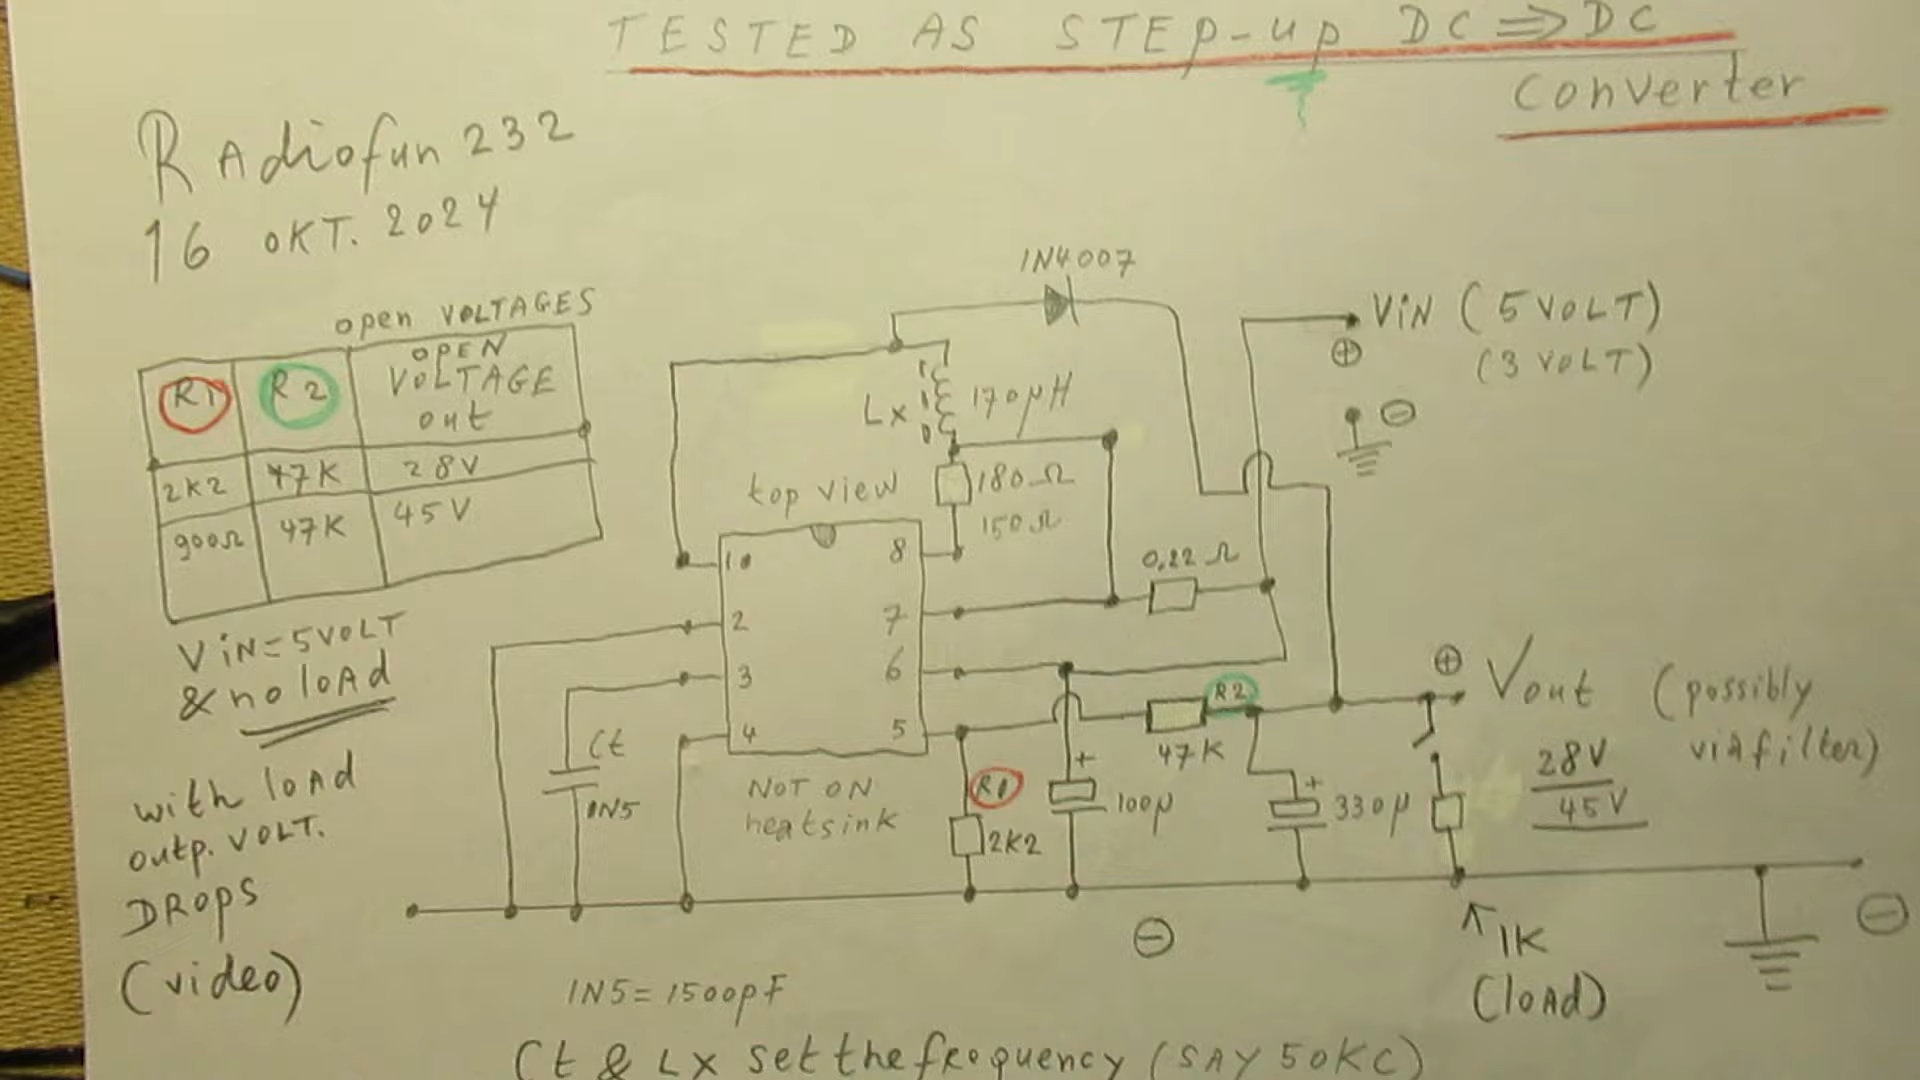 TESTED AS STEP-up DC ⇒ DC
Converter
RAdiofun 232
16 OKT. 2024
open VOLTAGES
R1 R2 OPEN VOLTAGE out
2K2 47K 28V
900Ω 47K 45V
ViN=5VOLT
& no loAd
with loAd
outp. VOLT.
DROPS
(video)
1N4007
ViN (5VOLT)
(3 VOLT)
⊕
⊖
Lx 170μH
top view
180Ω
150Ω
0,22 Ω
1 8
2 7
3 6
4 5
Ct
1N5
NOT ON
heatsink
R1
2K2
+
100μ
R2
47K
+
330μ
⊕ Vout (possibly
viA filter)
28V
45V
⊖
1K
(loAd)
⊖
1N5=1500pF
Ct & Lx set the frequency (SAY 50KC)